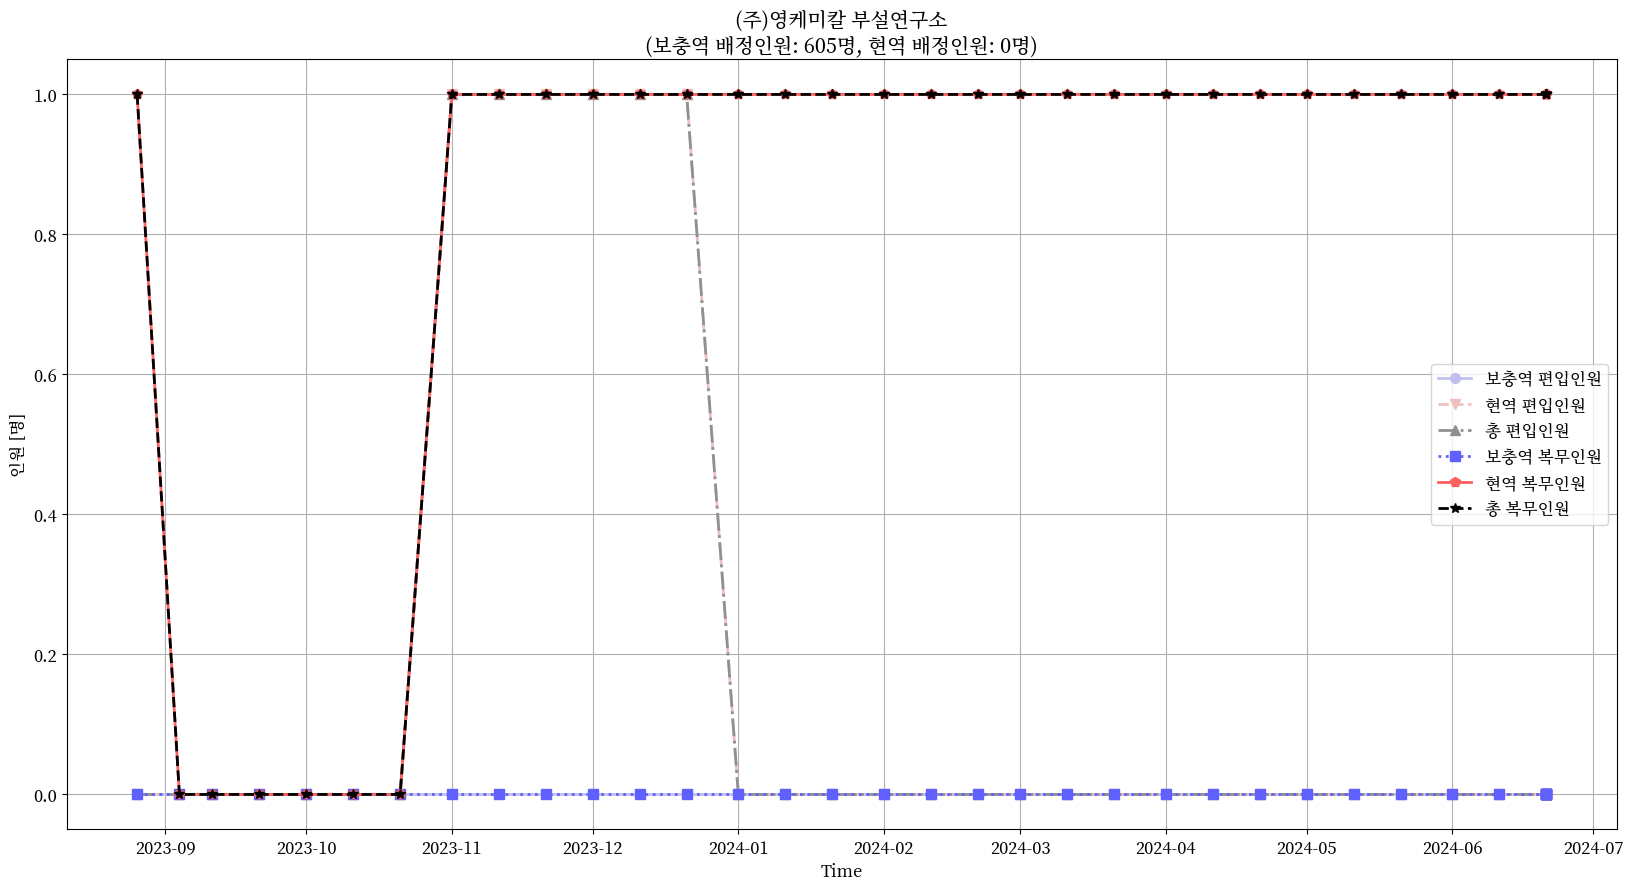 (주)영케미칼 부설연구소
(보충역 배정인원: 605명, 현역 배정인원: 0명)
1.0
0.8
0.6
0.4
0.2
0.0
인원 [명]
보충역 편입인원
현역 편입인원
총 편입인원
보충역 복무인원
현역 복무인원
총 복무인원
2023-09 2023-10 2023-11 2023-12 2024-01 2024-02 2024-03 2024-04 2024-05 2024-06 2024-07
Time